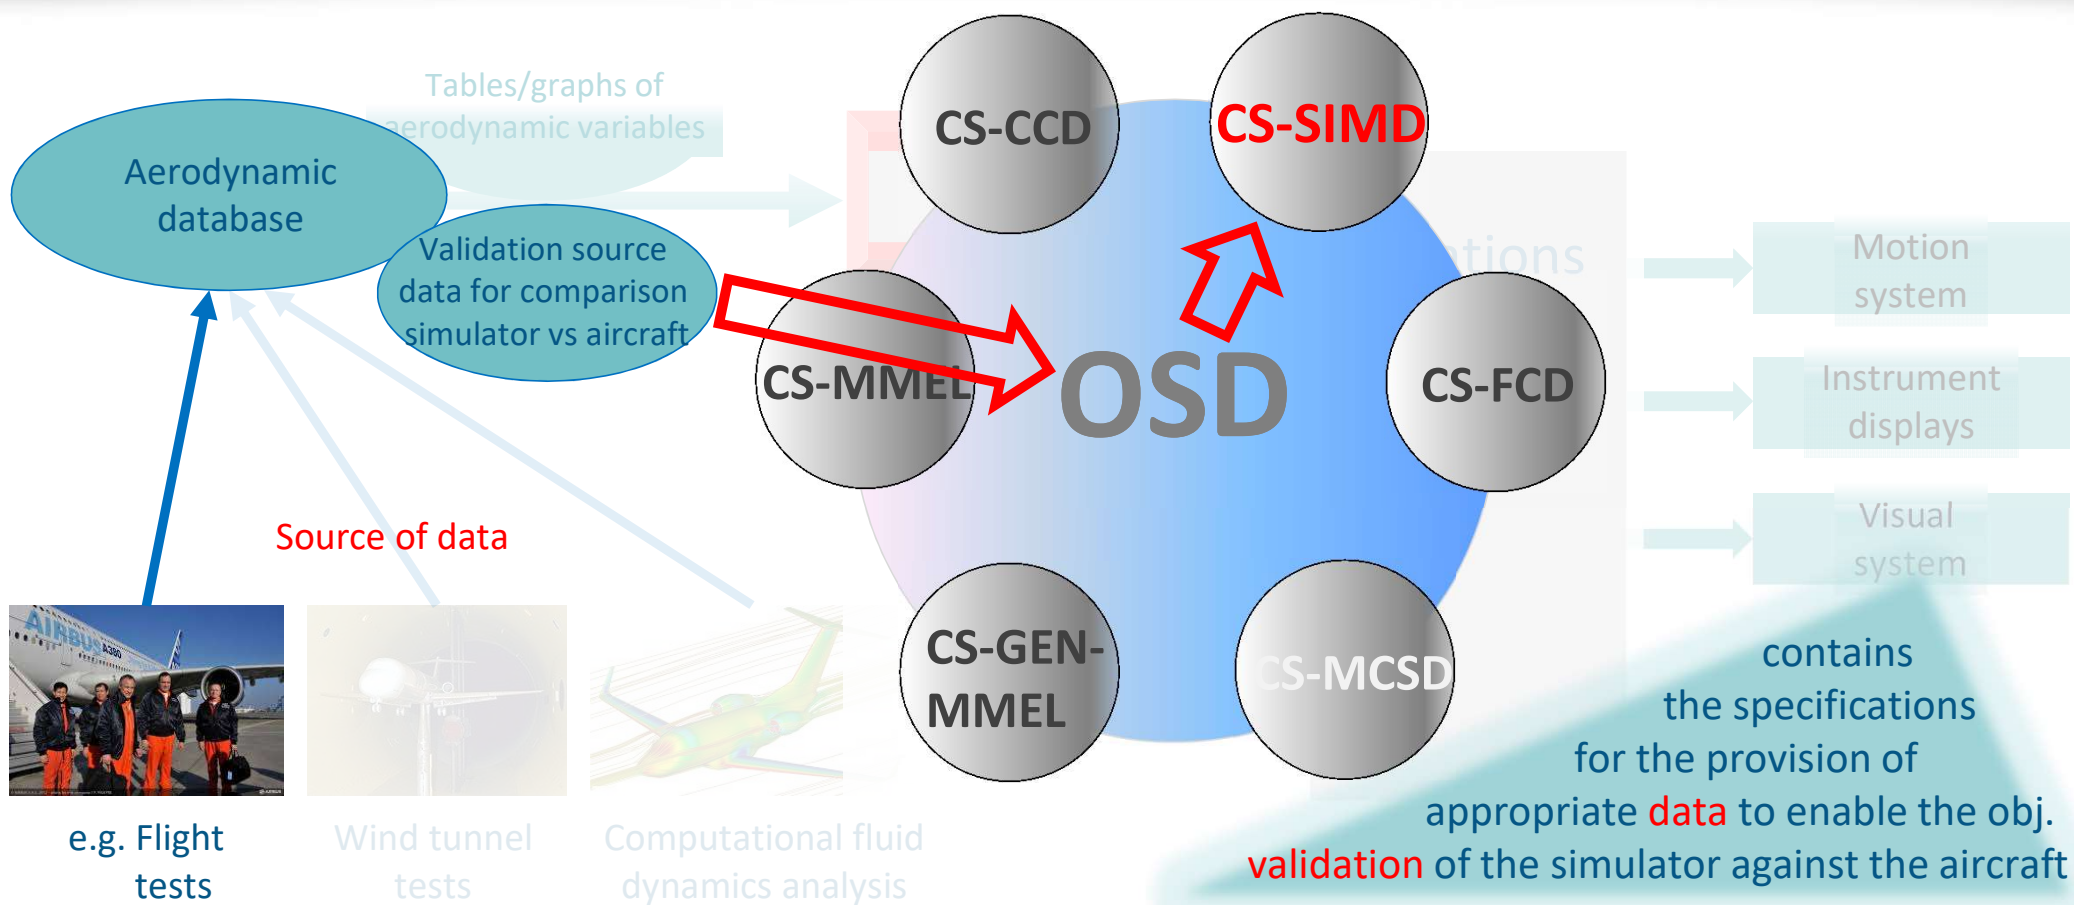 Tables/graphs of
aerodynamic variables
Aerodynamic
database
Validation source
data for comparison
simulator vs aircraft
CS-CCD
CS-SIMD
CS-MMEL
OSD
CS-FCD
CS-GEN-
MMEL
CS-MCSD
Motion
system
Instrument
displays
Visual
system
Source of data
AIRBUS A380
e.g. Flight
tests
Wind tunnel
tests
Computational fluid
dynamics analysis
contains
the specifications
for the provision of
appropriate data to enable the obj.
validation of the simulator against the aircraft